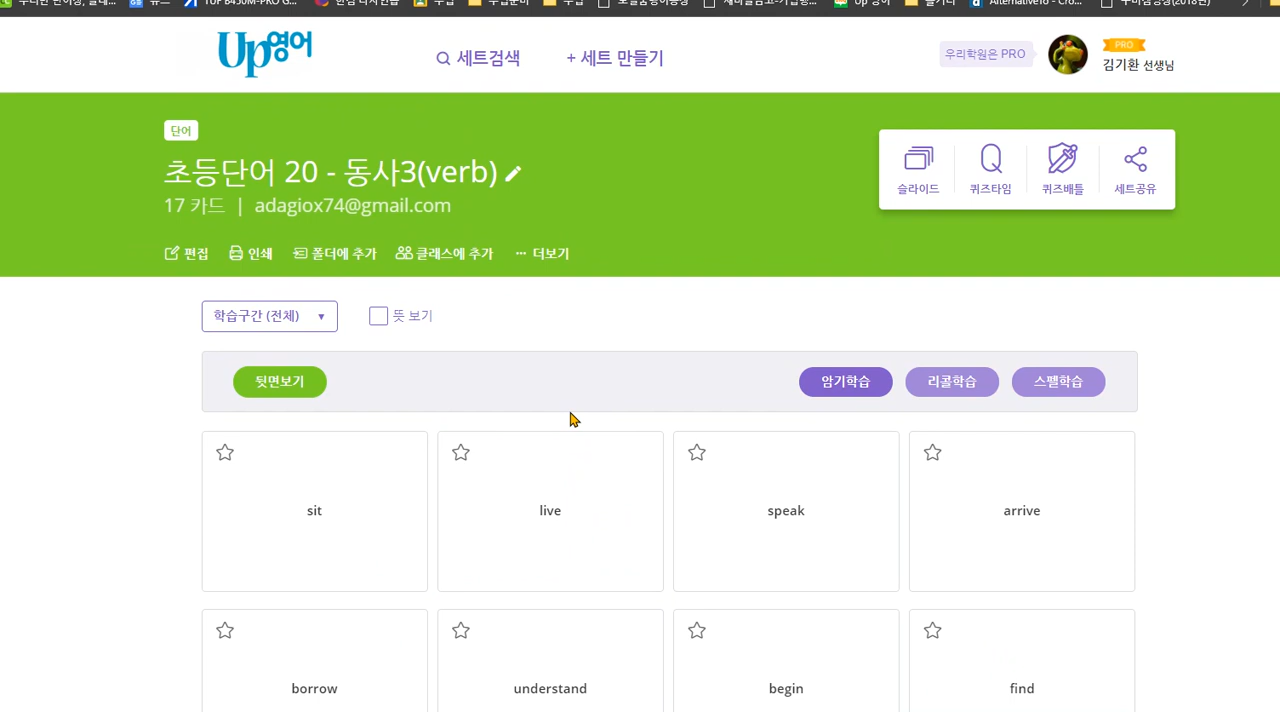 Up영어
세트검색
+ 세트 만들기
우리학원은 PRO
PRO
김기환 선생님
단어
초등단어 20 - 동사3(verb)
17 카드 | adagiox74@gmail.com
편집
인쇄
폴더에 추가
클래스에 추가
더보기
슬라이드
퀴즈타임
퀴즈배틀
세트공유
학습구간 (전체)
뜻 보기
뒷면보기
암기학습
리콜학습
스펠학습
sit
live
speak
arrive
borrow
understand
begin
find